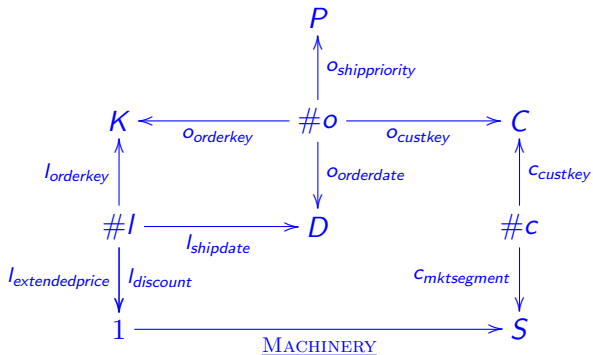 P
o_shippriority
K #o C
o_orderkey o_custkey
l_orderkey o_orderdate c_custkey
#l D #c
l_shipdate
l_extendedprice l_discount c_mktsegment
1 S
MACHINERY